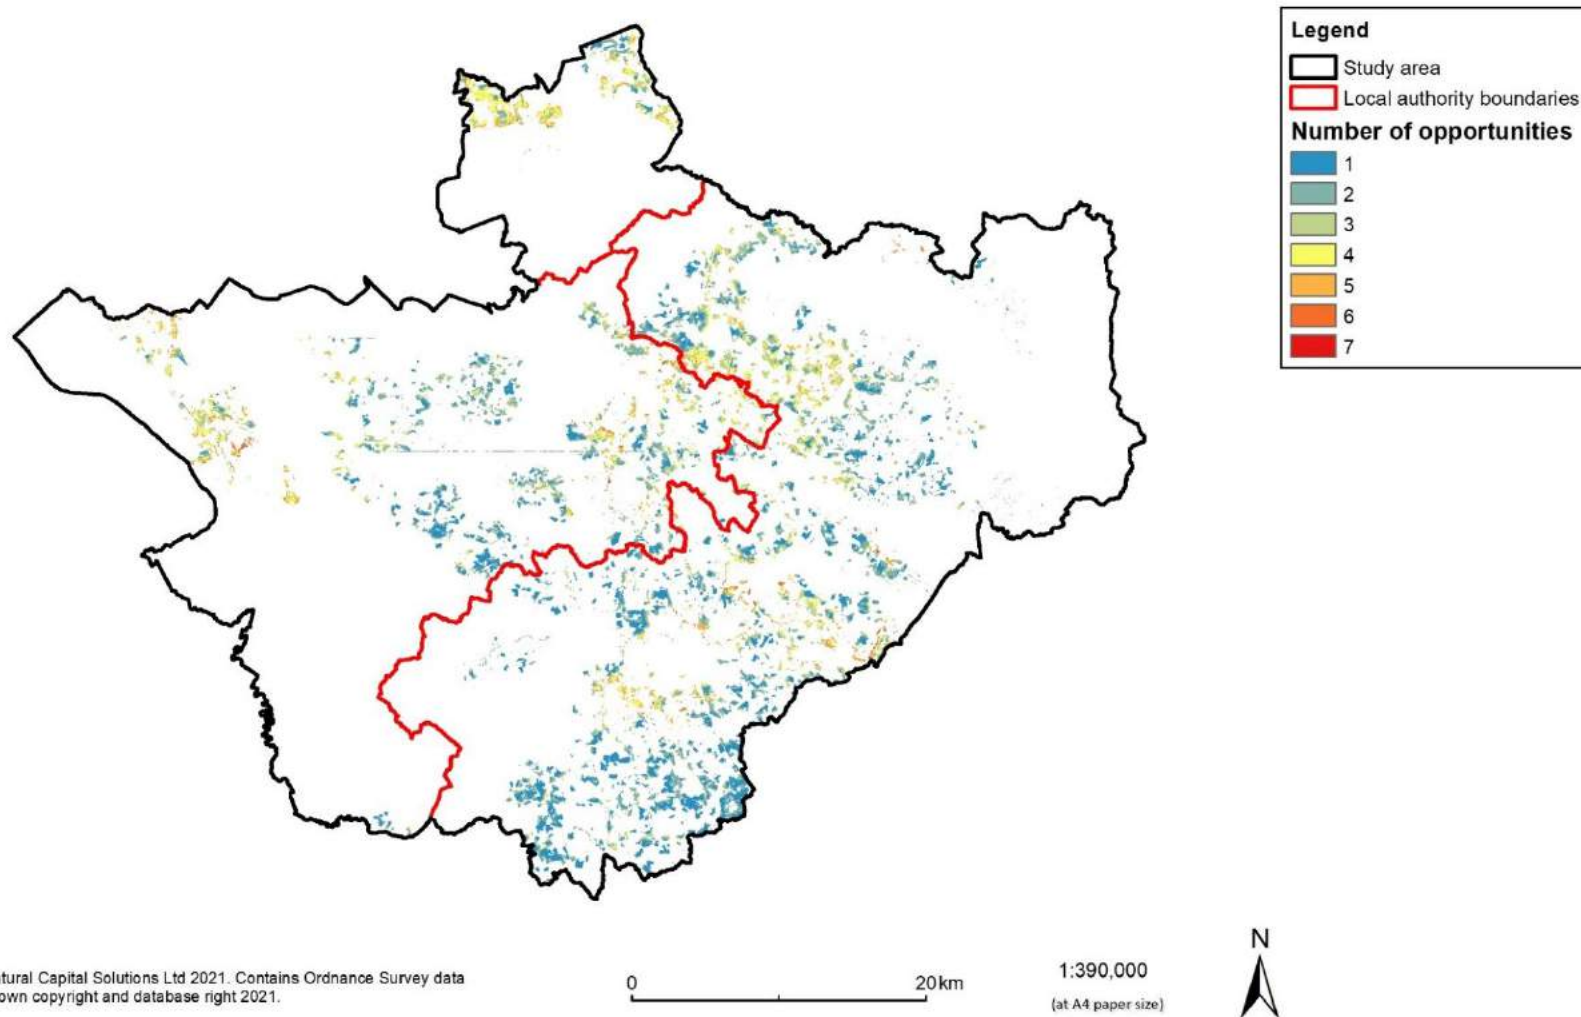 Legend
Study area
Local authority boundaries
Number of opportunities
1
2
3
4
5
6
7
tural Capital Solutions Ltd 2021. Contains Ordnance Survey data
own copyright and database right 2021.
0 20km
1:390,000
(at A4 paper size)
N